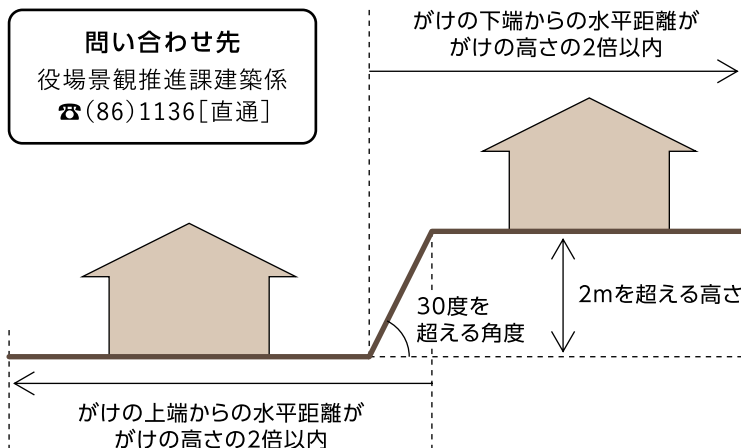 問い合わせ先
役場景観推進課建築係
☎(86)1136[直通]
がけの下端からの水平距離が
がけの高さの2倍以内
2mを超える高さ
30度を
超える角度
がけの上端からの水平距離が
がけの高さの2倍以内